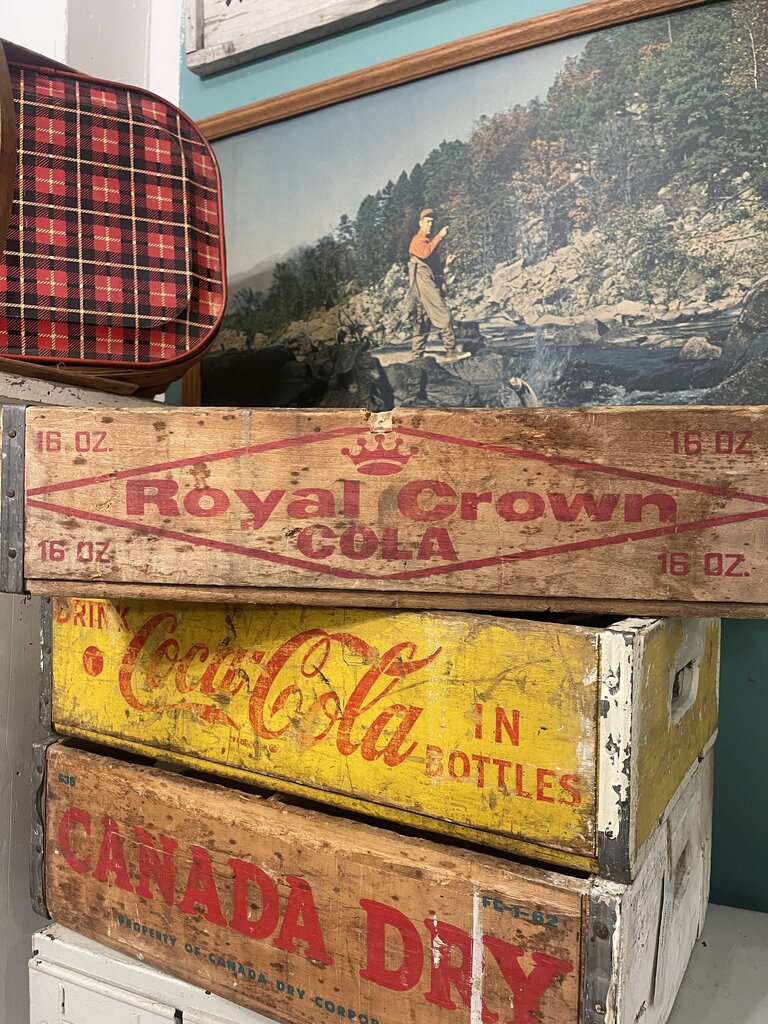 16 OZ. 16 OZ
Royal Crown
COLA
16 OZ. 16 OZ.
DRINK
Coca-Cola
IN
BOTTLES
CANADA DRY
FC-1-62
PROPERTY OF CANADA DRY